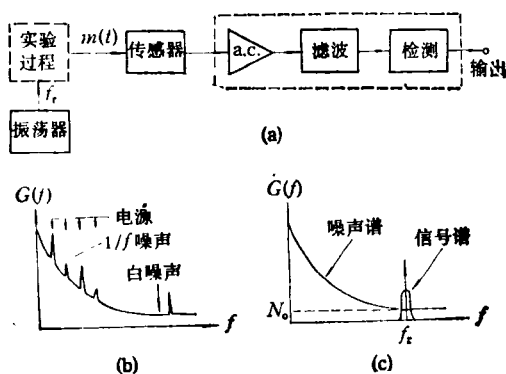 实验
过程
m(t)
传感器
a.c.
滤波
检测
输出
f_r
振荡器
(a)
G(f)
电源
1/f噪声
白噪声
f
(b)
G(f)
噪声谱
信号谱
N₀
f_r
f
(c)